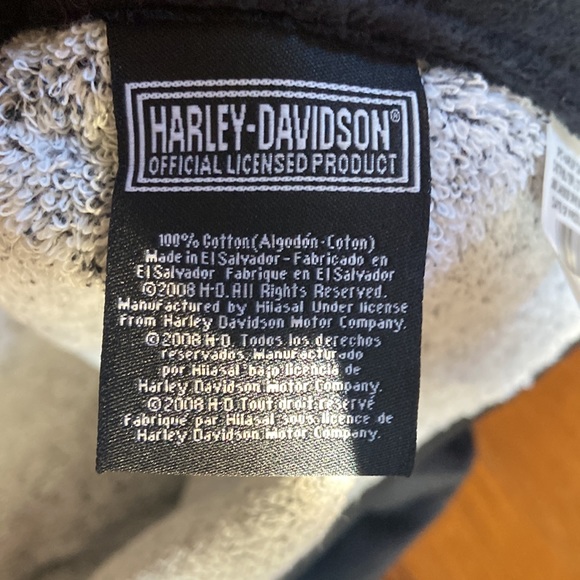 HARLEY-DAVIDSON®
OFFICIAL LICENSED PRODUCT
100% Cotton(Algodón-Coton)
Made in El Salvador-Fabricado en
El Salvador Fabrique en El Salvador
©2008 H-D. All Rights Reserved.
Manufactured by Hilasal Under license
From Harley Davidson Motor Company.
©2008 H-D. Todos los derechos
reservados. Manufacturado
por Hilasal bajo licencia de
Harley Davidson Motor Company.
©2008 H-D. Tout droit reservé
Fabrique par Hilasal sous licence de
Harley Davidson Motor Company.